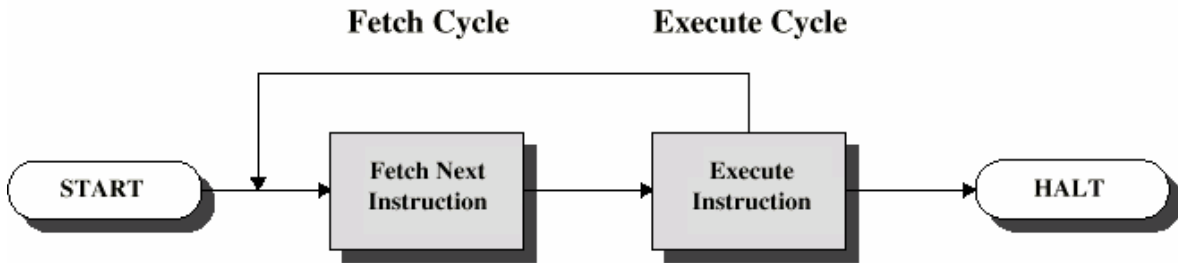 Fetch Cycle
Execute Cycle
START
Fetch Next
Instruction
Execute
Instruction
HALT